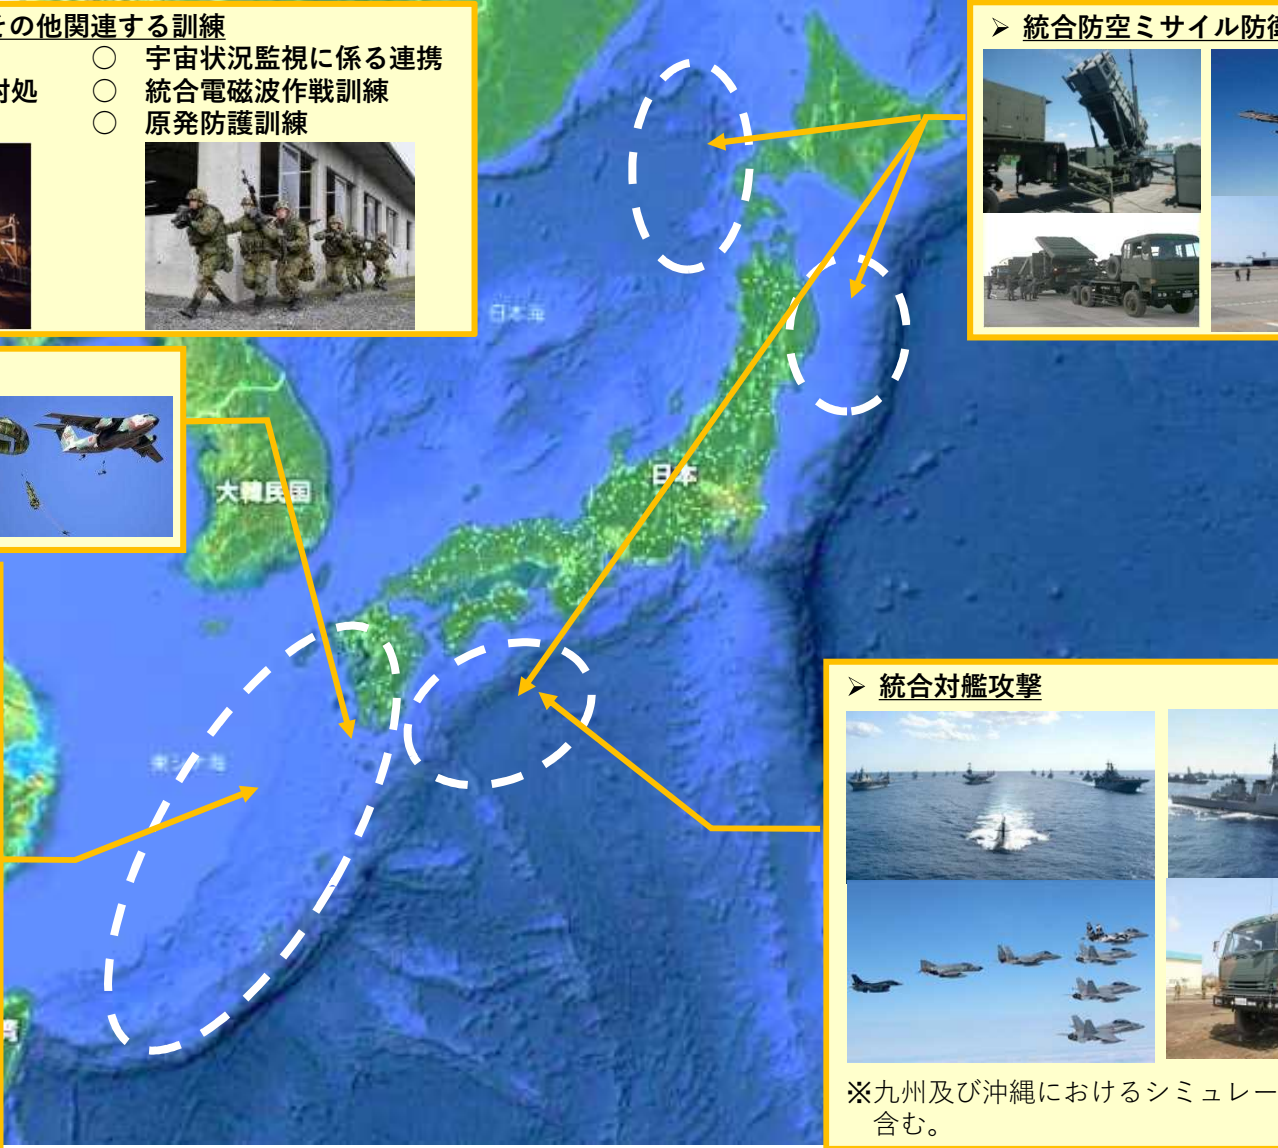 その他関連する訓練
○ 宇宙状況監視に係る連携
対処
○ 統合電磁波作戦訓練
○ 原発防護訓練
➢ 統合防空ミサイル防衛
日本海
大韓民国
日本
東シナ海
➢ 統合対艦攻撃
※九州及び沖縄におけるシミュレー
含む。